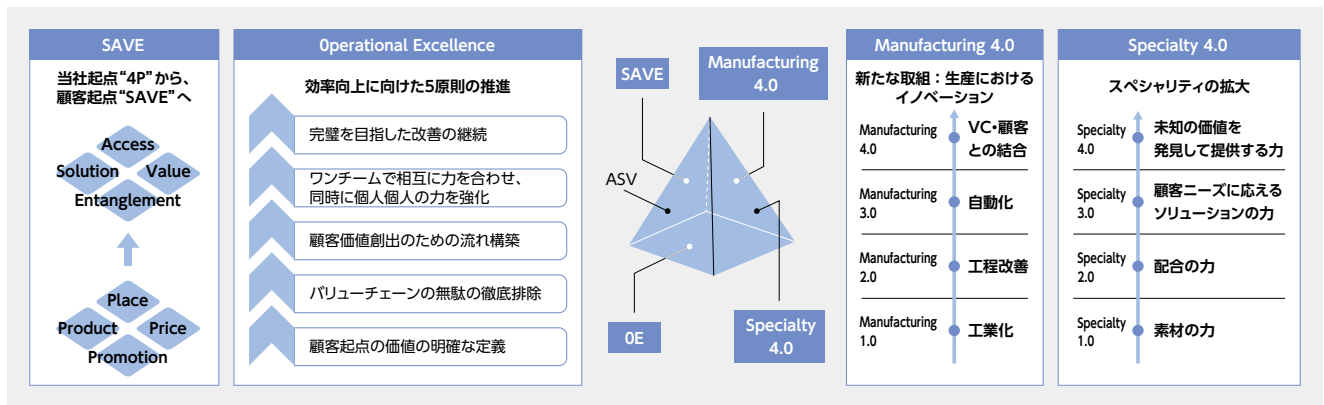 SAVE
当社起点“4P”から、
顧客起点“SAVE”へ
Access
Solution
Value
Entanglement
Place
Product
Price
Promotion
0perational Excellence
効率向上に向けた5原則の推進
完璧を目指した改善の継続
ワンチームで相互に力を合わせ、
同時に個人個人の力を強化
顧客価値創出のための流れ構築
バリューチェーンの無駄の徹底排除
顧客起点の価値の明確な定義
SAVE
Manufacturing
4.0
ASV
0E
Specialty
4.0
Manufacturing 4.0
新たな取組：生産における
イノベーション
Manufacturing
4.0
VC・顧客
との結合
Manufacturing
3.0
自動化
Manufacturing
2.0
工程改善
Manufacturing
1.0
工業化
Specialty 4.0
スペシャリティの拡大
Specialty
4.0
未知の価値を
発見して提供する力
Specialty
3.0
顧客ニーズに応える
ソリューションの力
Specialty
2.0
配合の力
Specialty
1.0
素材の力